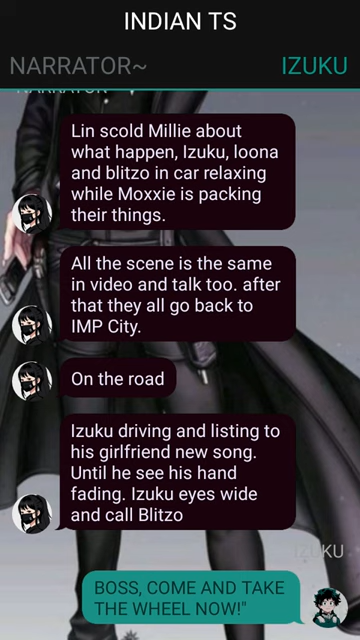 INDIAN TS
NARRATOR~ IZUKU
NARRATOR~
Lin scold Millie about
what happen, Izuku, loona
and blitzo in car relaxing
while Moxxie is packing
their things.
All the scene is the same
in video and talk too. after
that they all go back to
IMP City.
On the road
Izuku driving and listing to
his girlfriend new song.
Until he see his hand
fading. Izuku eyes wide
and call Blitzo
IZUKU
BOSS, COME AND TAKE
THE WHEEL NOW!"